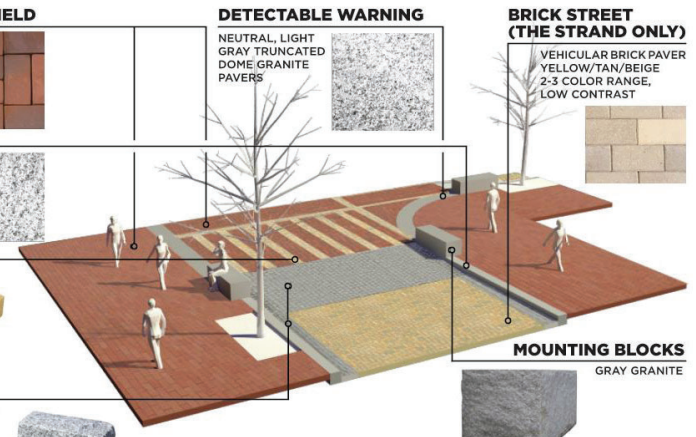 IELD
DETECTABLE WARNING
NEUTRAL, LIGHT
GRAY TRUNCATED
DOME GRANITE
PAVERS
BRICK STREET
(THE STRAND ONLY)
VEHICULAR BRICK PAVER
YELLOW/TAN/BEIGE
2-3 COLOR RANGE,
LOW CONTRAST
MOUNTING BLOCKS
GRAY GRANITE